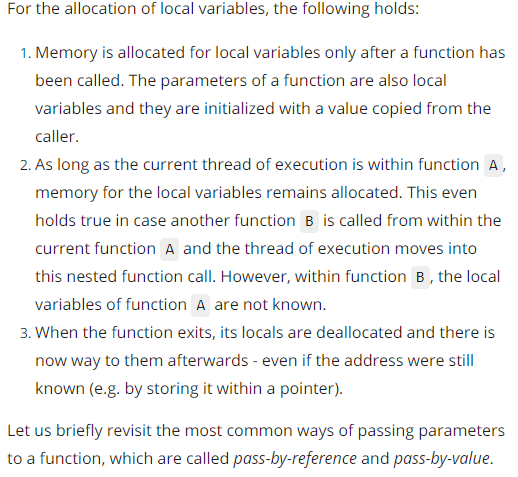 For the allocation of local variables, the following holds:
1. Memory is allocated for local variables only after a function has
been called. The parameters of a function are also local
variables and they are initialized with a value copied from the
caller.
2. As long as the current thread of execution is within function A ,
memory for the local variables remains allocated. This even
holds true in case another function B is called from within the
current function A and the thread of execution moves into
this nested function call. However, within function B , the local
variables of function A are not known.
3. When the function exits, its locals are deallocated and there is
now way to them afterwards - even if the address were still
known (e.g. by storing it within a pointer).
Let us briefly revisit the most common ways of passing parameters
to a function, which are called pass-by-reference and pass-by-value.